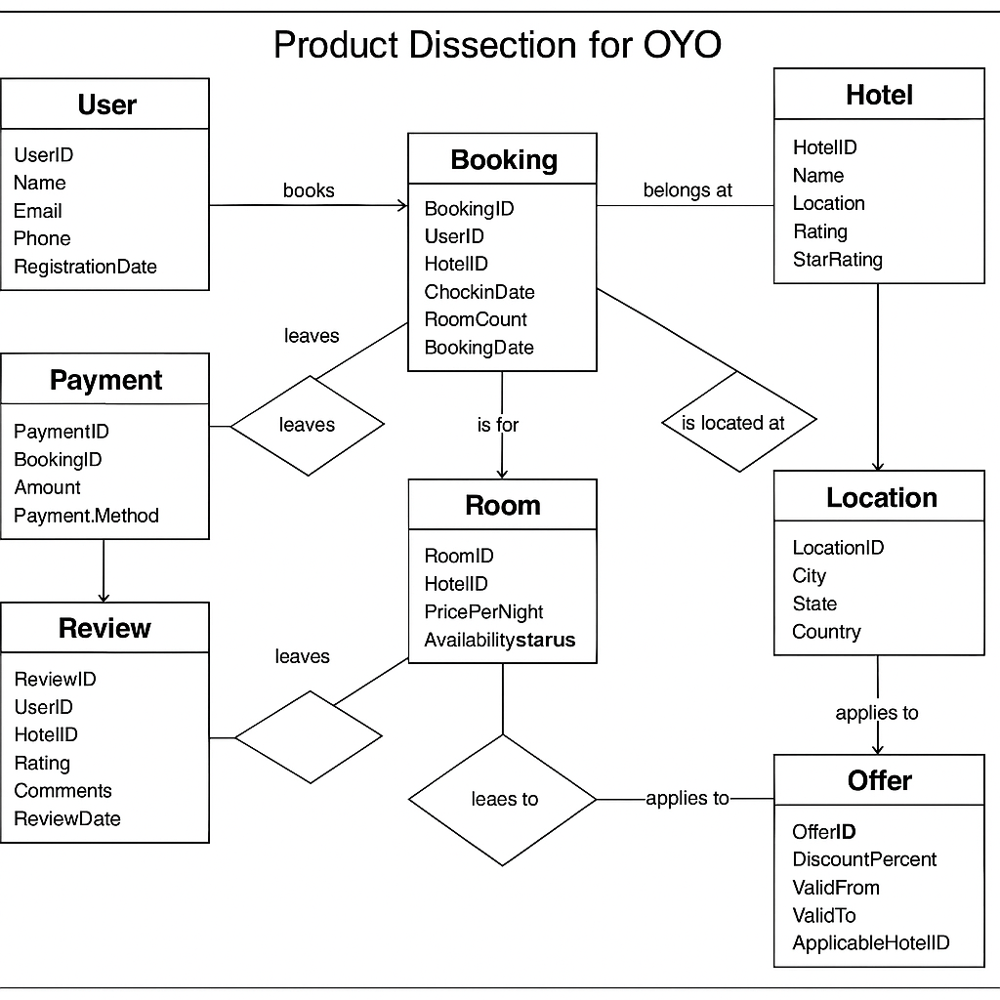 Product Dissection for OYO
User
UserID
Name
Email
Phone
RegistrationDate
books
Booking
BookingID
UserID
HotelID
ChockinDate
RoomCount
BookingDate
belongs at
Hotel
HotelID
Name
Location
Rating
StarRating
leaves
leaves
is for
is located at
Payment
PaymentID
BookingID
Amount
Payment.Method
Room
RoomID
HotelID
PricePerNight
Availabilitystarus
Location
LocationID
City
State
Country
Review
ReviewID
UserID
HotelID
Rating
Comments
ReviewDate
leaves
leaes to
applies to
applies to
Offer
OfferID
DiscountPercent
ValidFrom
ValidTo
ApplicableHotelID